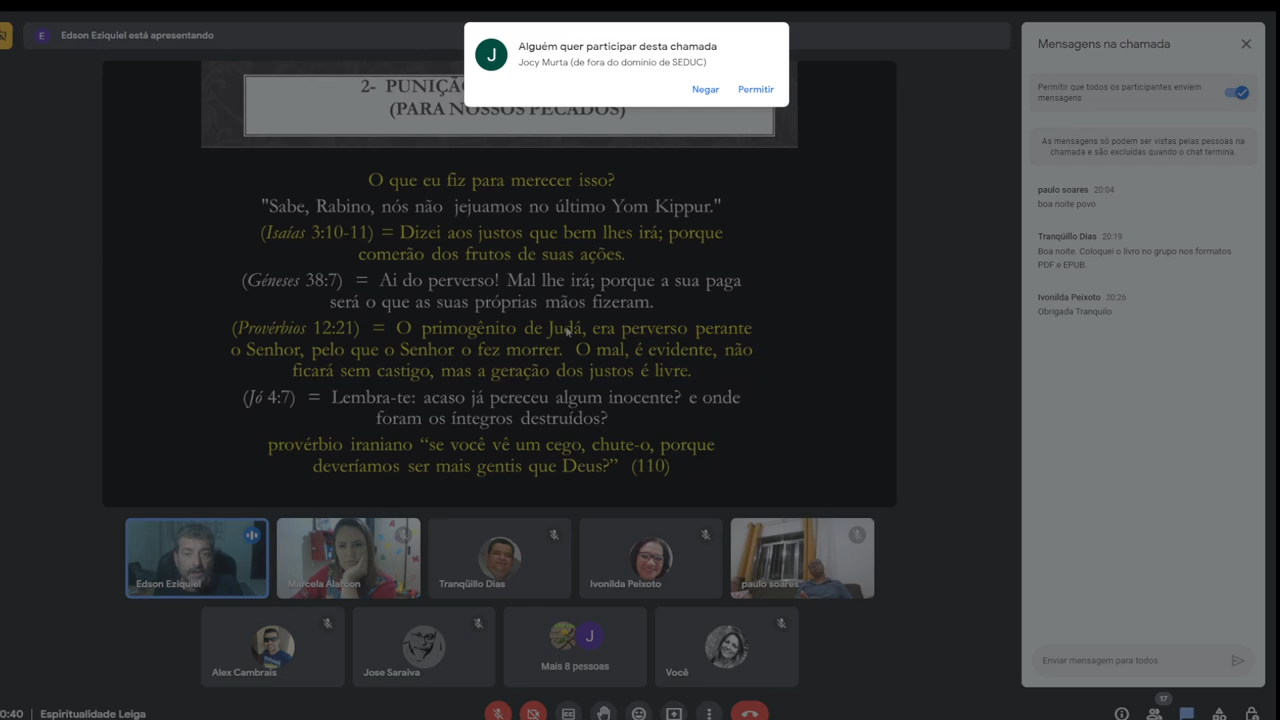 E Edson Eziquiel está apresentando
J
Alguém quer participar desta chamada
Jocy Murta (de fora do domínio de SEDUC)
Negar Permitir
2- PUNIÇÃ
(PARA NOSSOS PECADOS)
O que eu fiz para merecer isso?
"Sabe, Rabino, nós não jejuamos no último Yom Kippur."
(Isaías 3:10-11) = Dizei aos justos que bem lhes irá; porque
comerão dos frutos de suas ações.
(Géneses 38:7) = Ai do perverso! Mal lhe irá; porque a sua paga
será o que as suas próprias mãos fizeram.
(Provérbios 12:21) = O primogênito de Judá, era perverso perante
o Senhor, pelo que o Senhor o fez morrer. O mal, é evidente, não
ficará sem castigo, mas a geração dos justos é livre.
(Jó 4:7) = Lembra-te: acaso já pereceu algum inocente? e onde
foram os íntegros destruídos?
provérbio iraniano “se você vê um cego, chute-o, porque
deveríamos ser mais gentis que Deus?” (110)
Edson Eziquiel
Marcela Alarcon
Tranqüillo Dias
Ivonilda Peixoto
paulo soares
Alex Cambrais
Jose Saraiva
J
Mais 8 pessoas
Você
Mensagens na chamada
Permitir que todos os participantes enviem
mensagens
As mensagens só podem ser vistas pelas pessoas na
chamada e são excluídas quando o chat termina.
paulo soares 20:04
boa noite povo
Tranqüillo Dias 20:19
Boa noite. Coloquei o livro no grupo nos formatos
PDF e EPUB.
Ivonilda Peixoto 20:26
Obrigada Tranquilo
Enviar mensagem para todos
0:40 | Espiritualidade Leiga
17